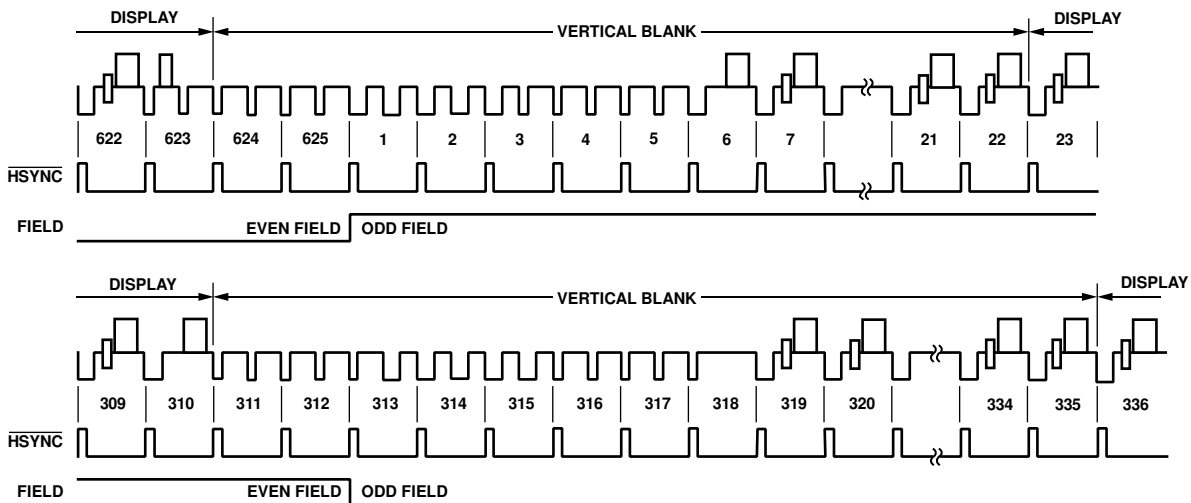 DISPLAY VERTICAL BLANK DISPLAY
622 623 624 625 1 2 3 4 5 6 7 21 22 23
HSYNC
FIELD EVEN FIELD ODD FIELD
DISPLAY VERTICAL BLANK DISPLAY
309 310 311 312 313 314 315 316 317 318 319 320 334 335 336
HSYNC
FIELD EVEN FIELD ODD FIELD